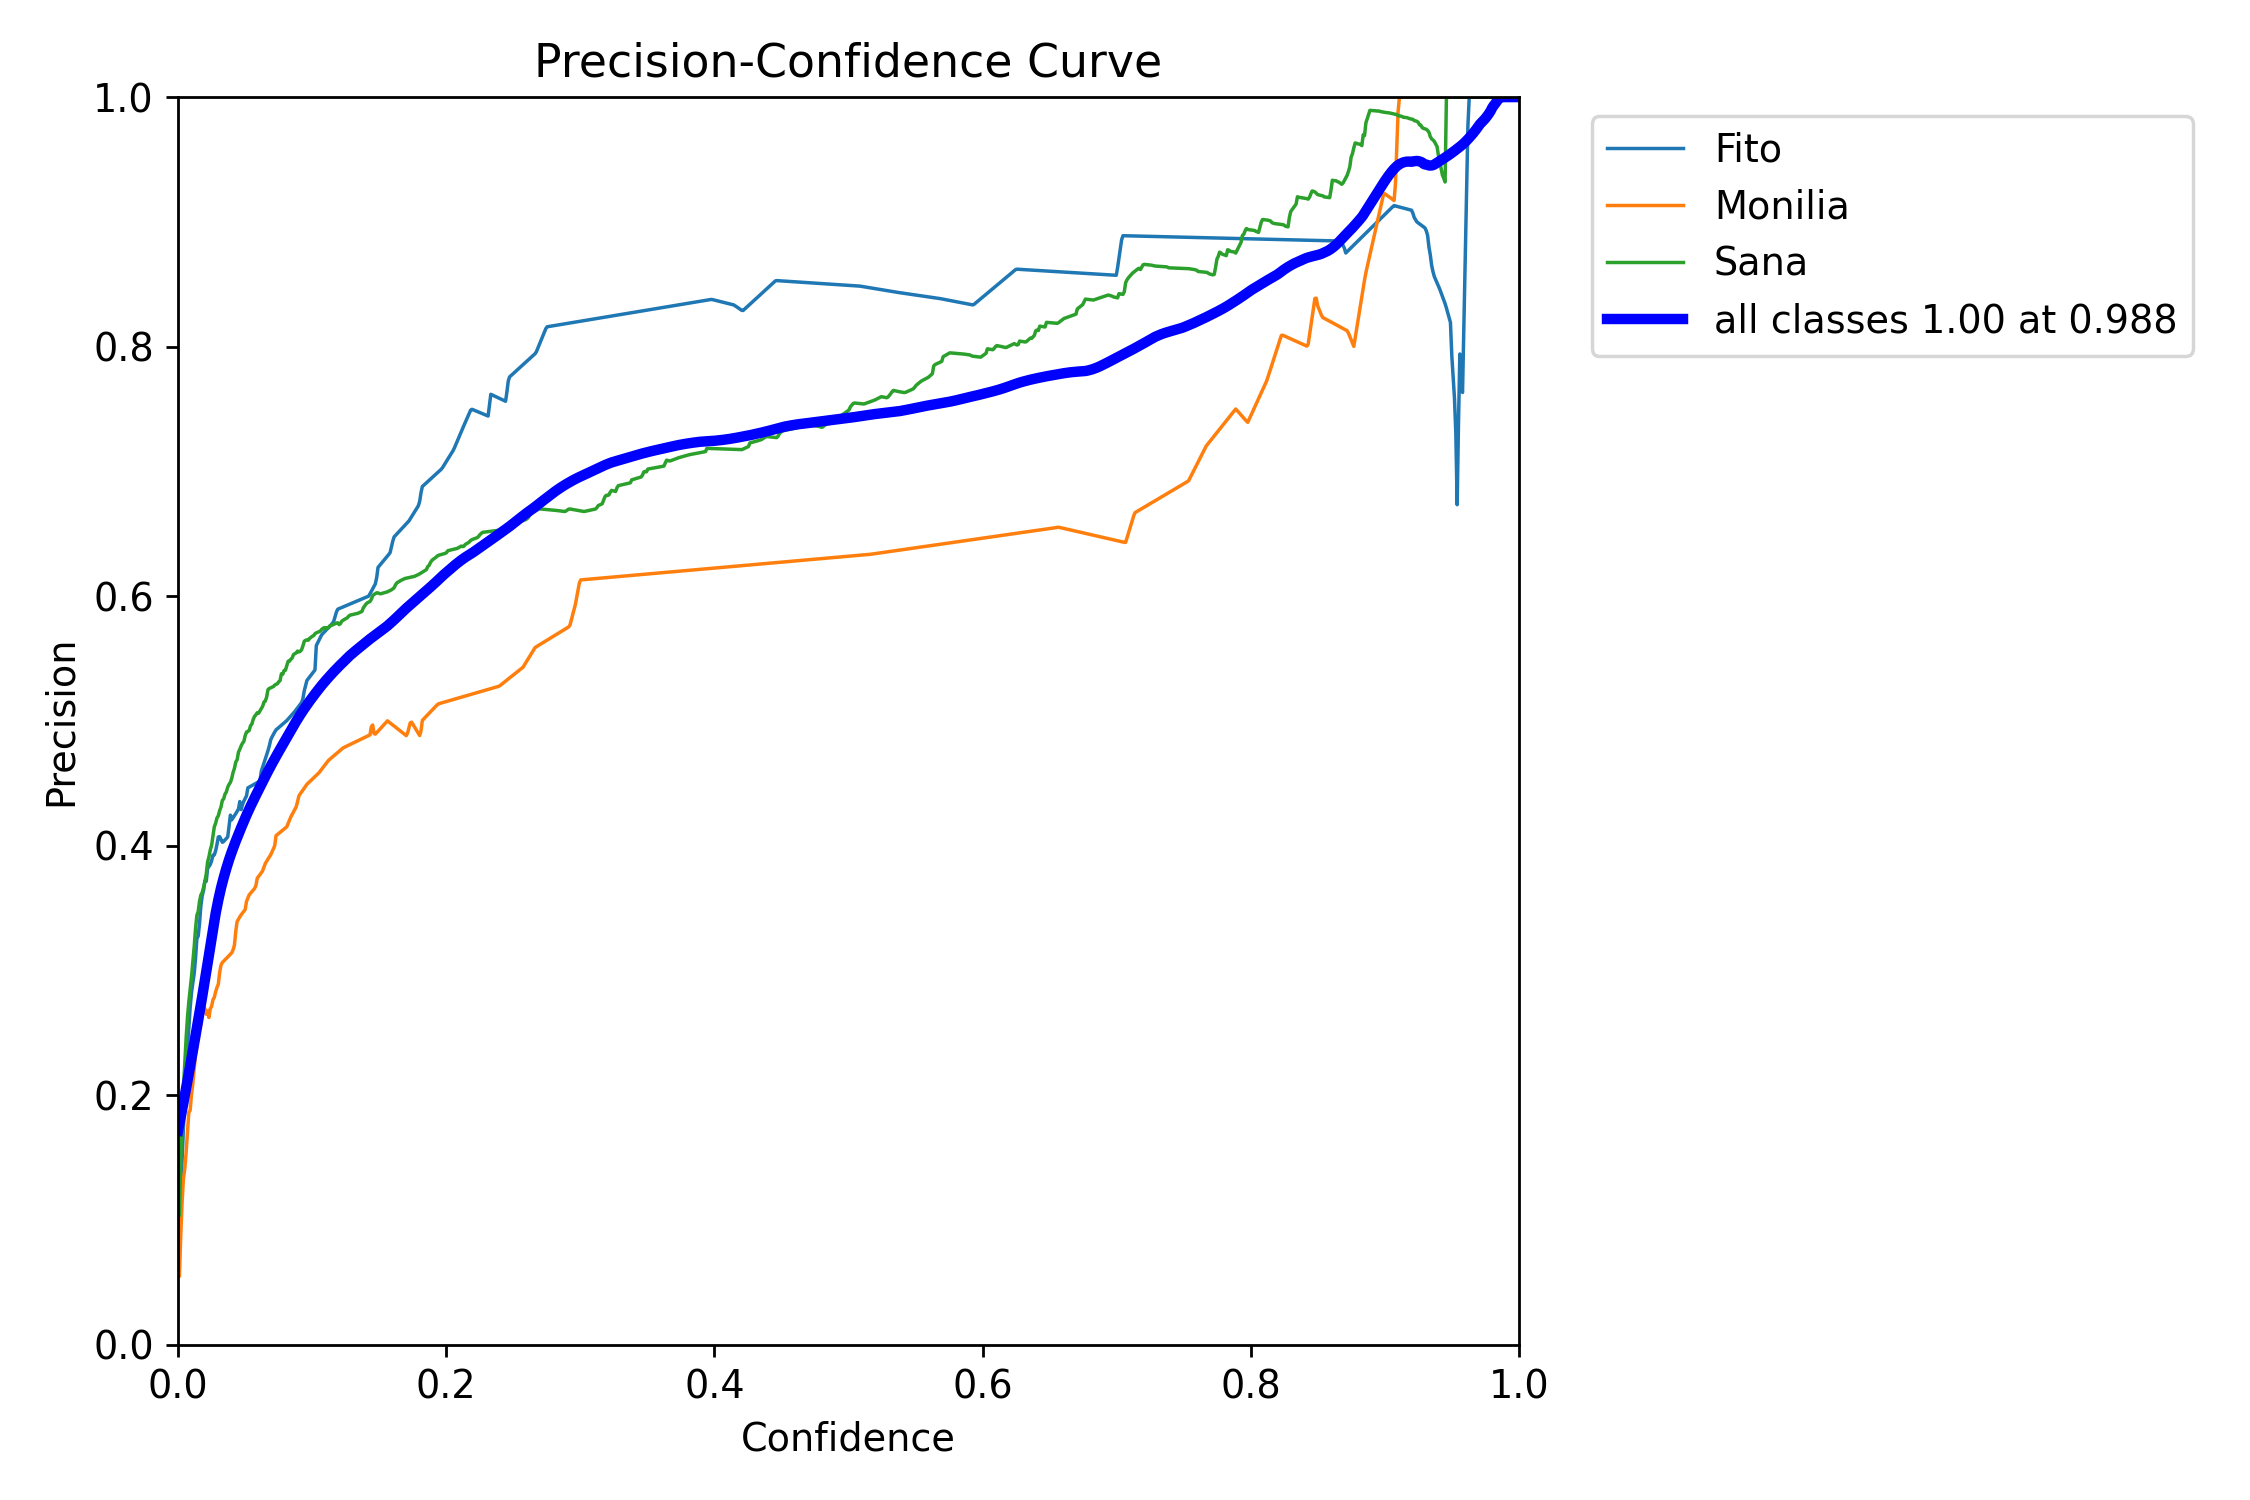 Precision-Confidence Curve
1.0
0.8
0.6
0.4
0.2
0.0
Precision
0.0 0.2 0.4 0.6 0.8 1.0
Confidence
Fito
Monilia
Sana
all classes 1.00 at 0.988